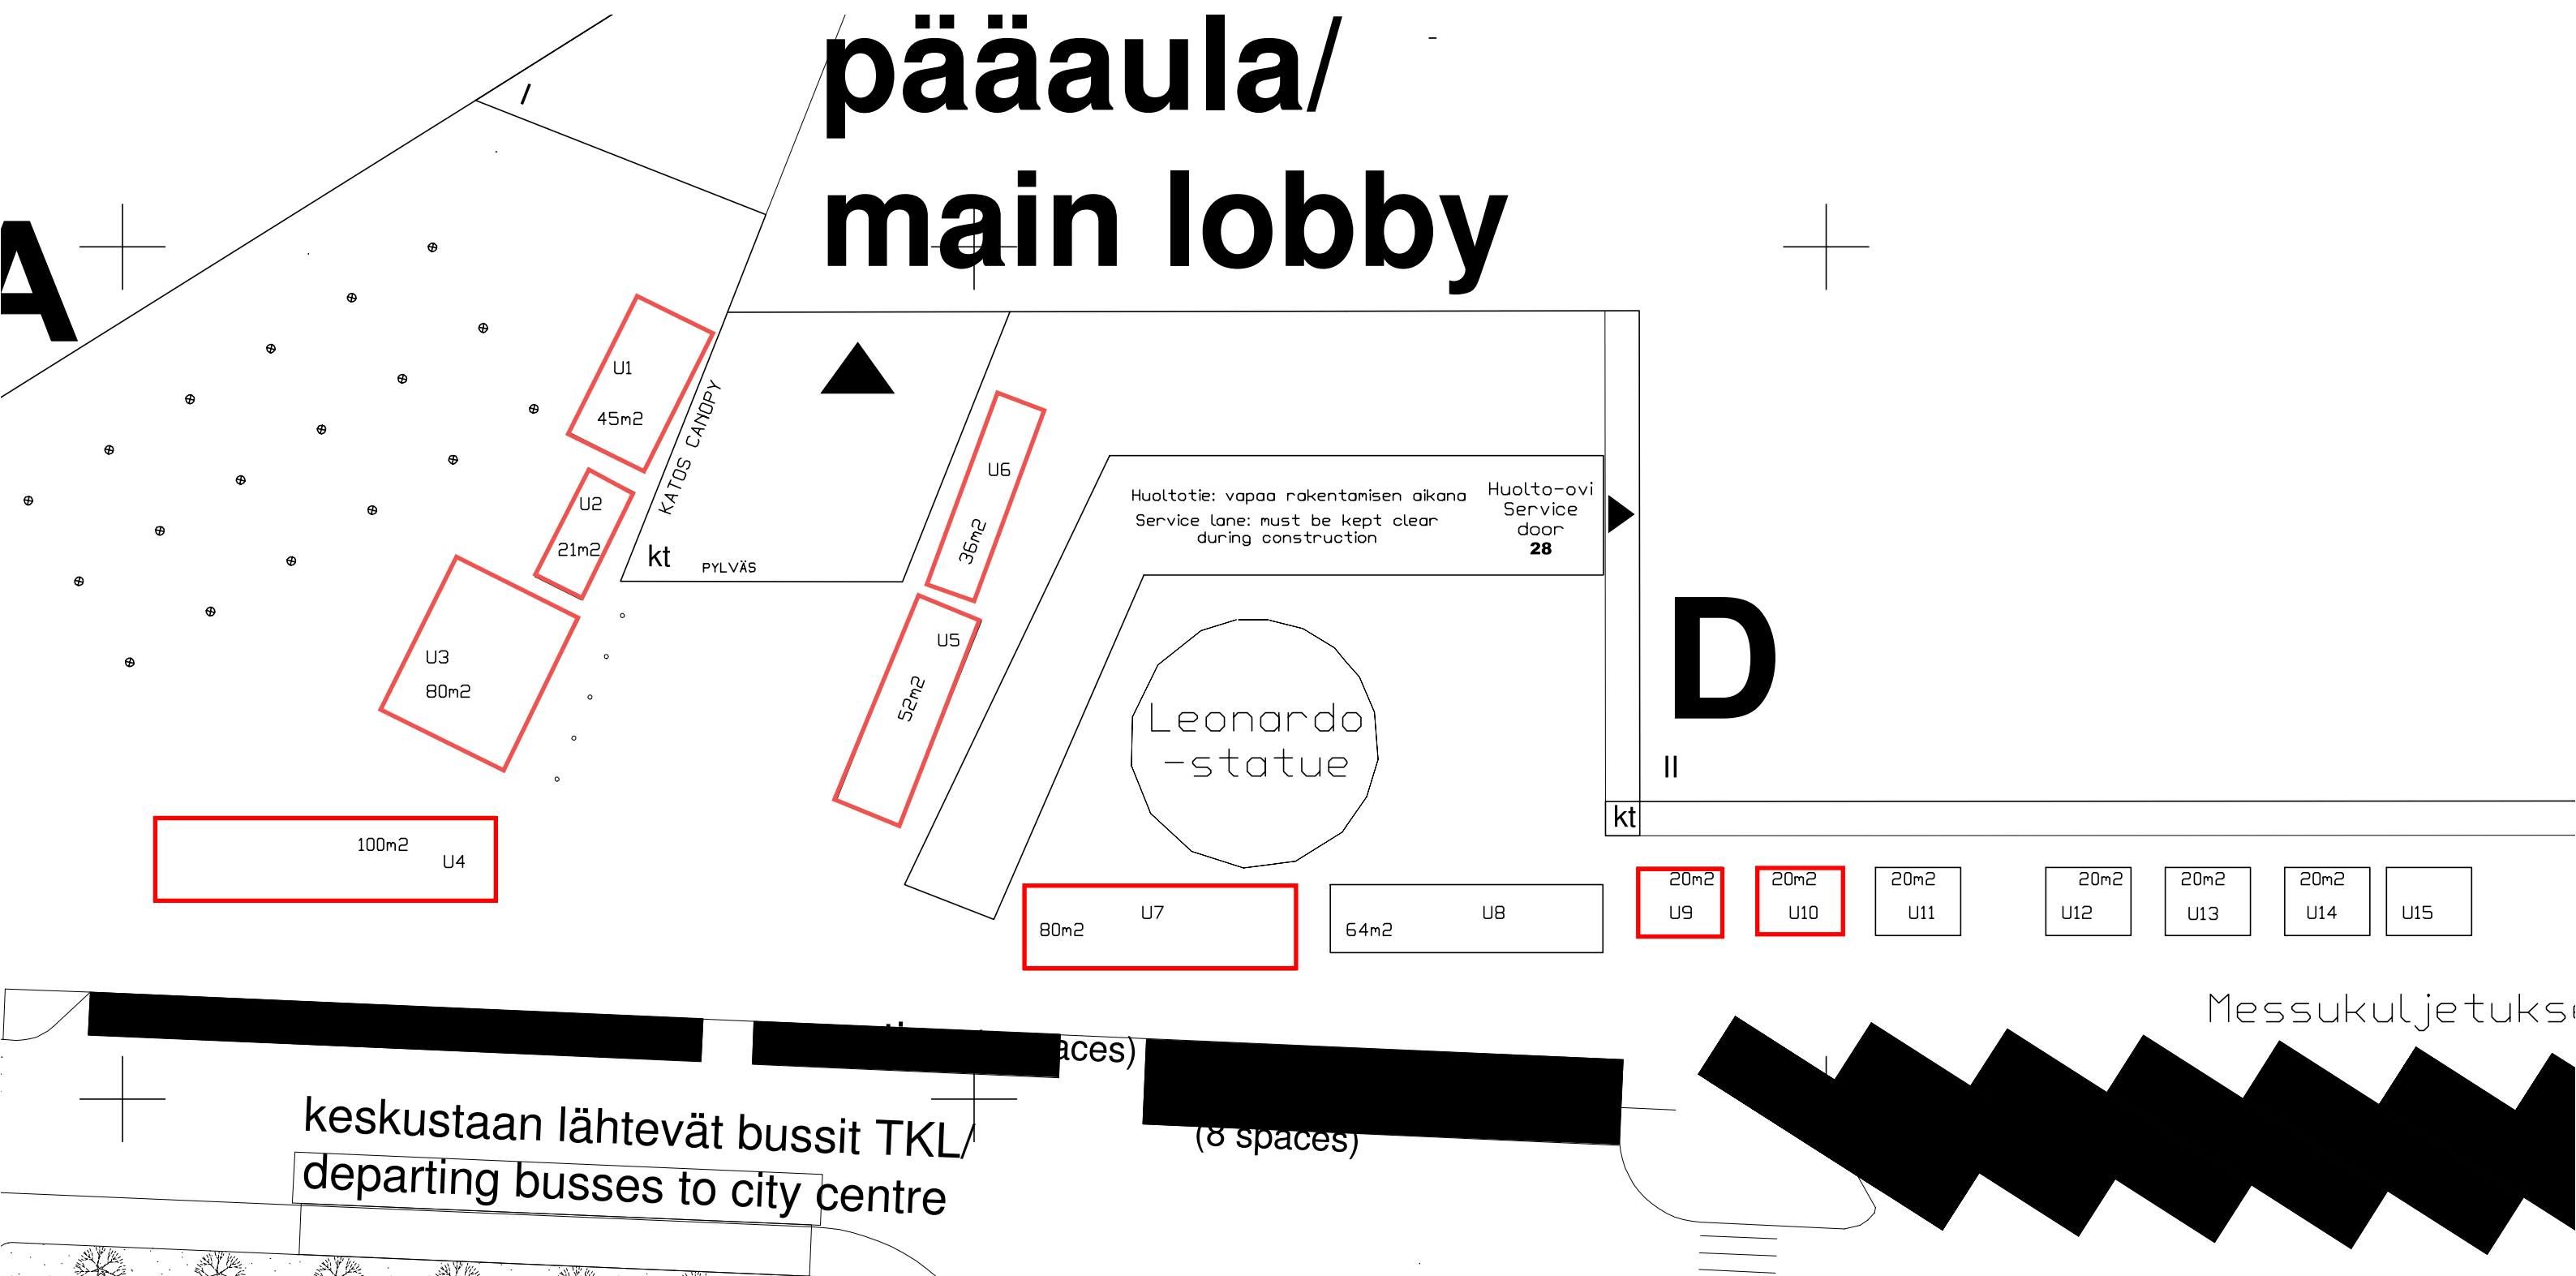 pääaula/
main lobby
A
I
U1
45m2
KATOS CANOPY
U2
21m2
kt
PYLVÄS
U6
36m2
Huoltotie: vapaa rakentamisen aikana
Service lane: must be kept clear
during construction
Huolto-ovi
Service
door
28
U3
80m2
U5
52m2
D
Leonardo
-statue
II
kt
100m2
U4
U7
80m2
U8
64m2
20m2
U9
20m2
U10
20m2
U11
20m2
U12
20m2
U13
20m2
U14
U15
Messukuljetuks
aces)
(8 spaces)
keskustaan lähtevät bussit TKL/
departing busses to city centre